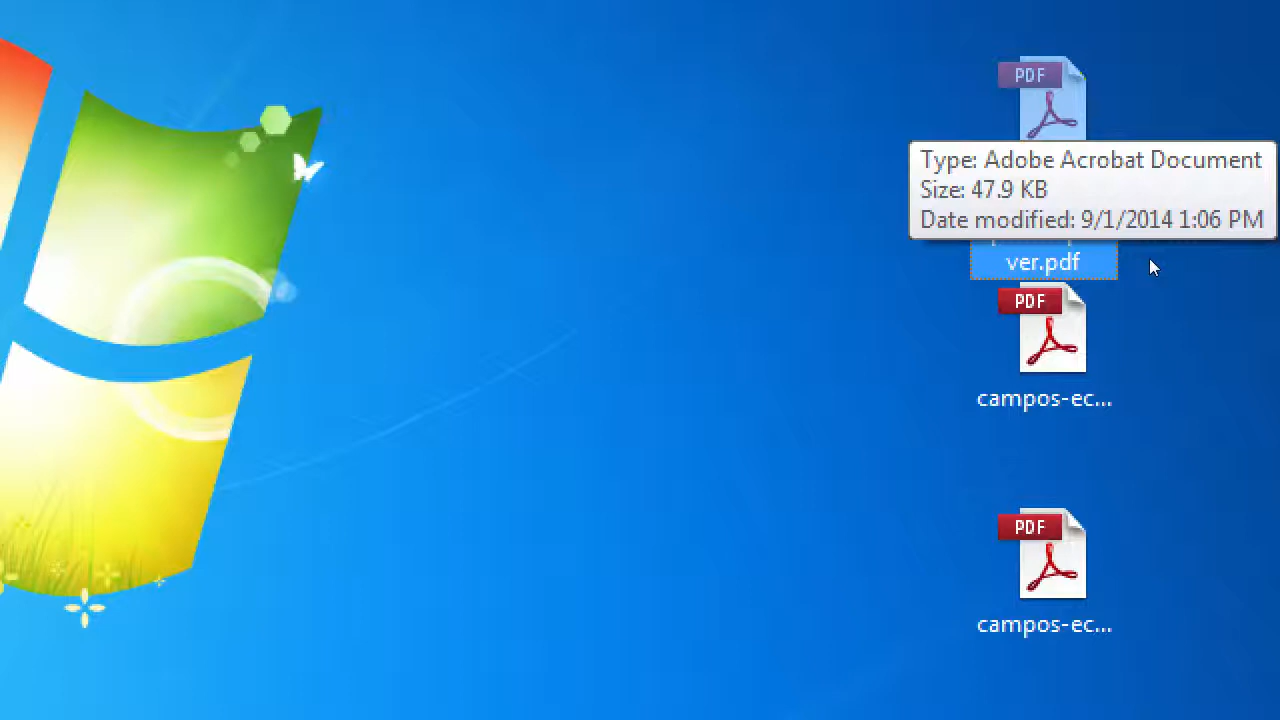 PDF
Type: Adobe Acrobat Document
Size: 47.9 KB
Date modified: 9/1/2014 1:06 PM
ver.pdf
PDF
campos-ec...
PDF
campos-ec...